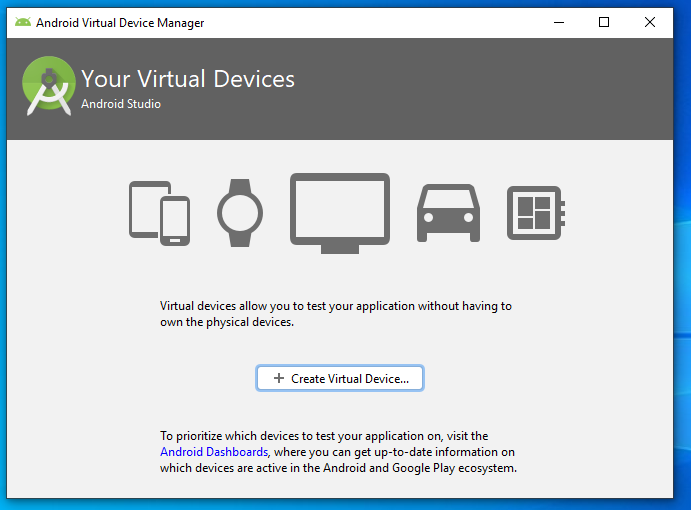 Android Virtual Device Manager
Your Virtual Devices
Android Studio
Virtual devices allow you to test your application without having to
own the physical devices.
+ Create Virtual Device...
To prioritize which devices to test your application on, visit the
Android Dashboards, where you can get up-to-date information on
which devices are active in the Android and Google Play ecosystem.